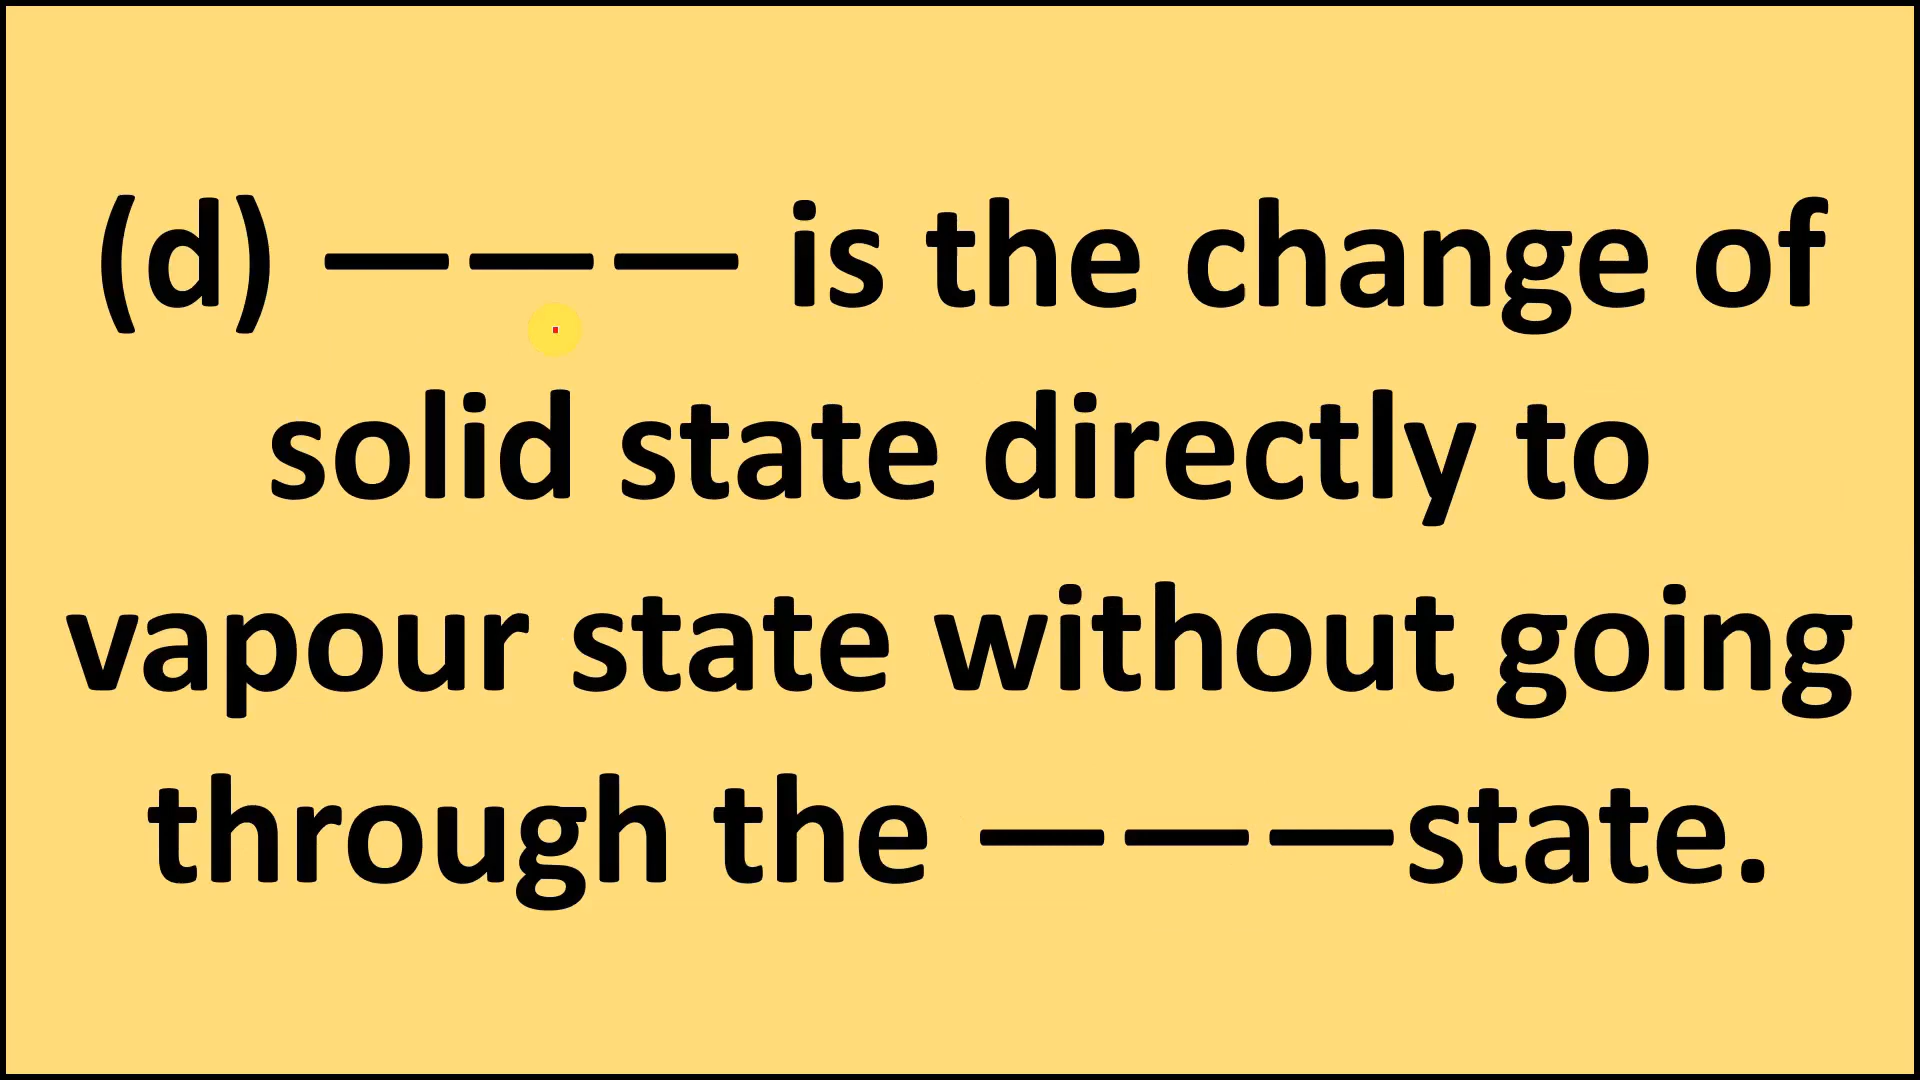 (d) ——— is the change of
solid state directly to
vapour state without going
through the ———state.